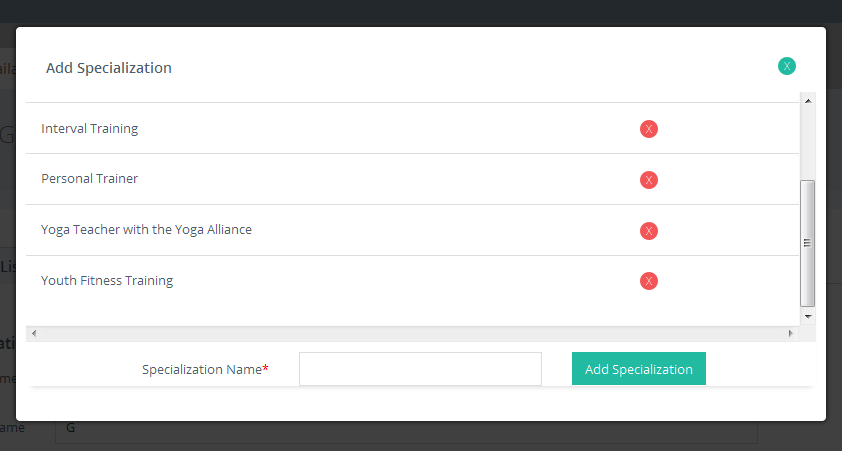 Add Specialization X
Interval Training X
Personal Trainer X
Yoga Teacher with the Yoga Alliance X
Youth Fitness Training X
Specialization Name* Add Specialization
ame G